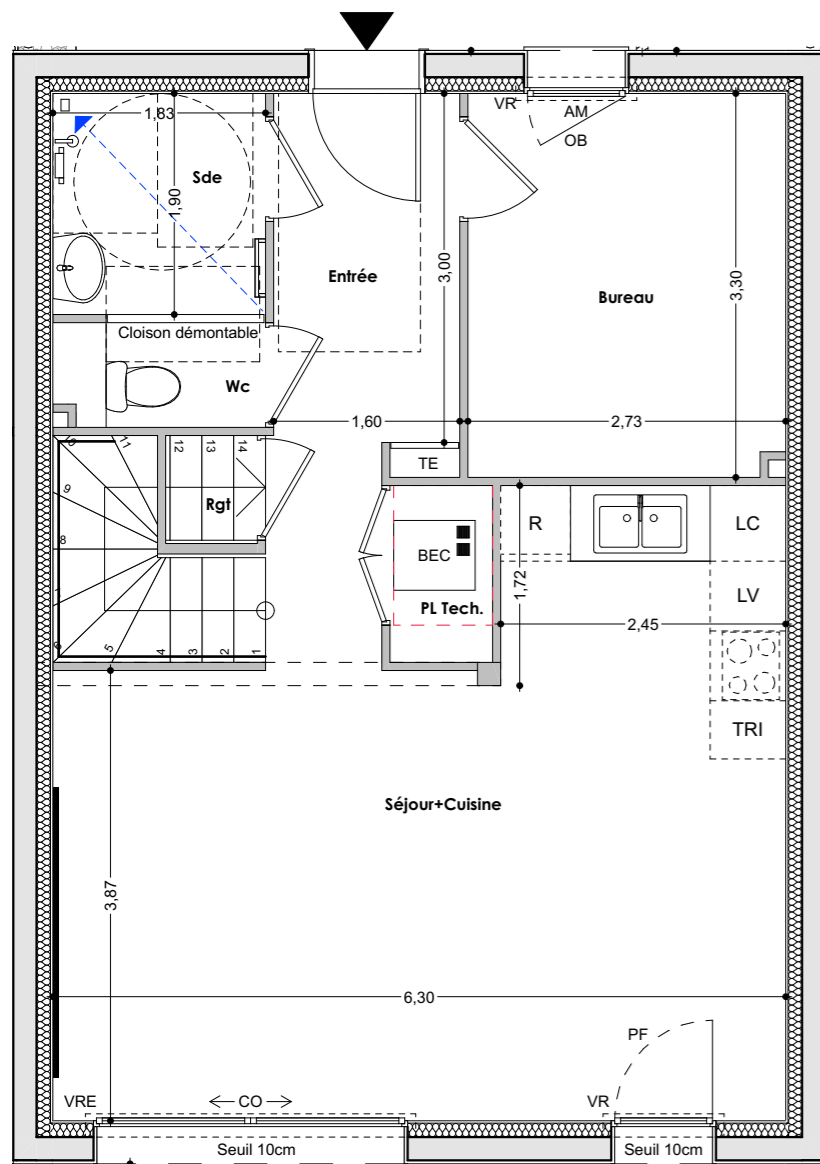 VR
AM
OB
1,83
Sde
1,90
Entrée
3,00
Bureau
3,30
Cloison démontable
Wc
1,60
2,73
TE
10
11
12
13
14
9
8
7
6
5
4
3
2
1
Rgt
BEC
PL Tech.
R
LC
LV
1,72
2,45
TRI
Séjour+Cuisine
3,87
6,30
PF
VRE
CO
VR
Seuil 10cm
Seuil 10cm